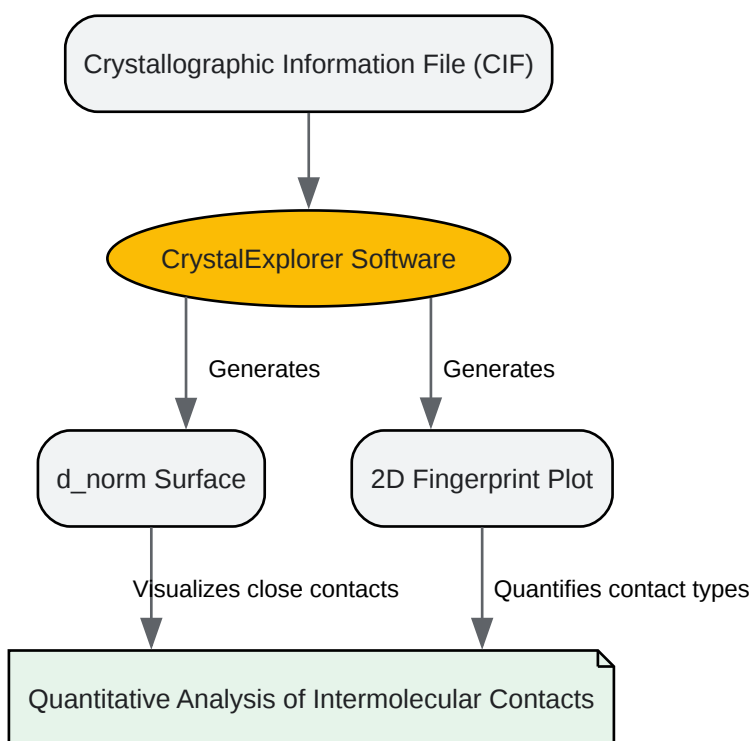 Crystallographic Information File (CIF)
CrystalExplorer Software
Generates
Generates
d_norm Surface
2D Fingerprint Plot
Visualizes close contacts
Quantifies contact types
Quantitative Analysis of Intermolecular Contacts